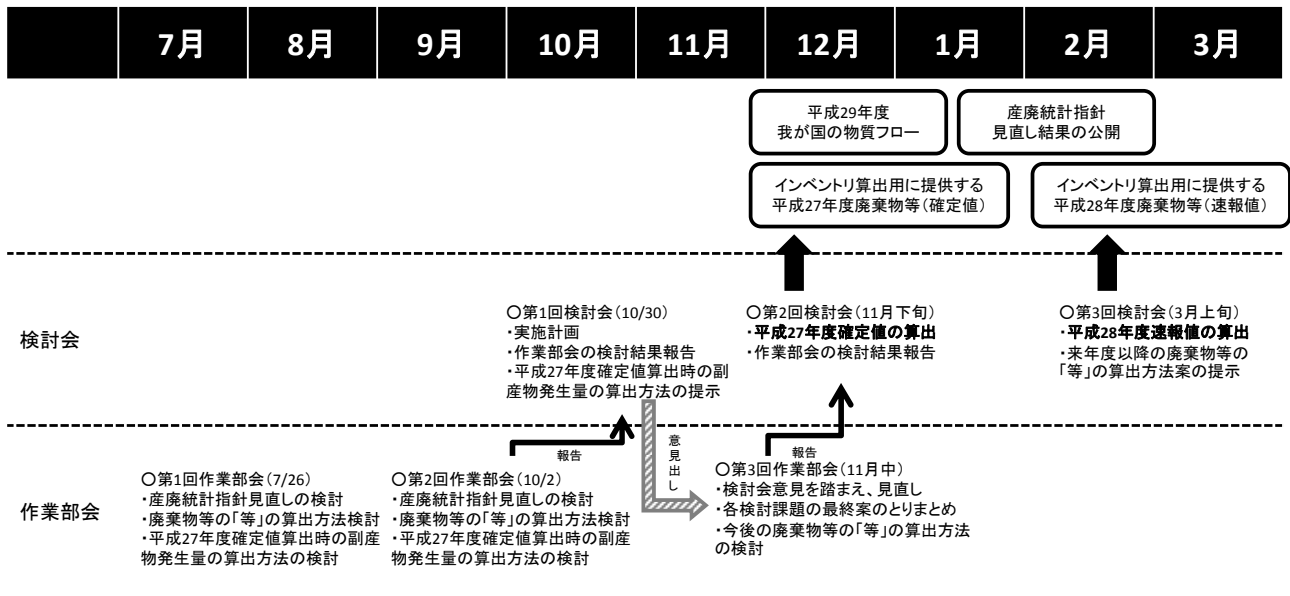 7月 8月 9月 10月 11月 12月 1月 2月 3月
平成29年度
我が国の物質フロー
産廃統計指針
見直し結果の公開
インベントリ算出用に提供する
平成27年度廃棄物等(確定値)
インベントリ算出用に提供する
平成28年度廃棄物等(速報値)
検討会
○第1回検討会(10/30)
・実施計画
・作業部会の検討結果報告
・平成27年度確定値算出時の副
産物発生量の算出方法の提示
○第2回検討会(11月下旬)
・平成27年度確定値の算出
・作業部会の検討結果報告
○第3回検討会(3月上旬)
・平成28年度速報値の算出
・来年度以降の廃棄物等の
「等」の算出方法案の提示
報告
意見出し
報告
作業部会
○第1回作業部会(7/26)
・産廃統計指針見直しの検討
・廃棄物等の「等」の算出方法検討
・平成27年度確定値算出時の副産
物発生量の算出方法の検討
○第2回作業部会(10/2)
・産廃統計指針見直しの検討
・廃棄物等の「等」の算出方法検討
・平成27年度確定値算出時の副産
物発生量の算出方法の検討
○第3回作業部会(11月中)
・検討会意見を踏まえ、見直し
・各検討課題の最終案のとりまとめ
・今後の廃棄物等の「等」の算出方法
の検討